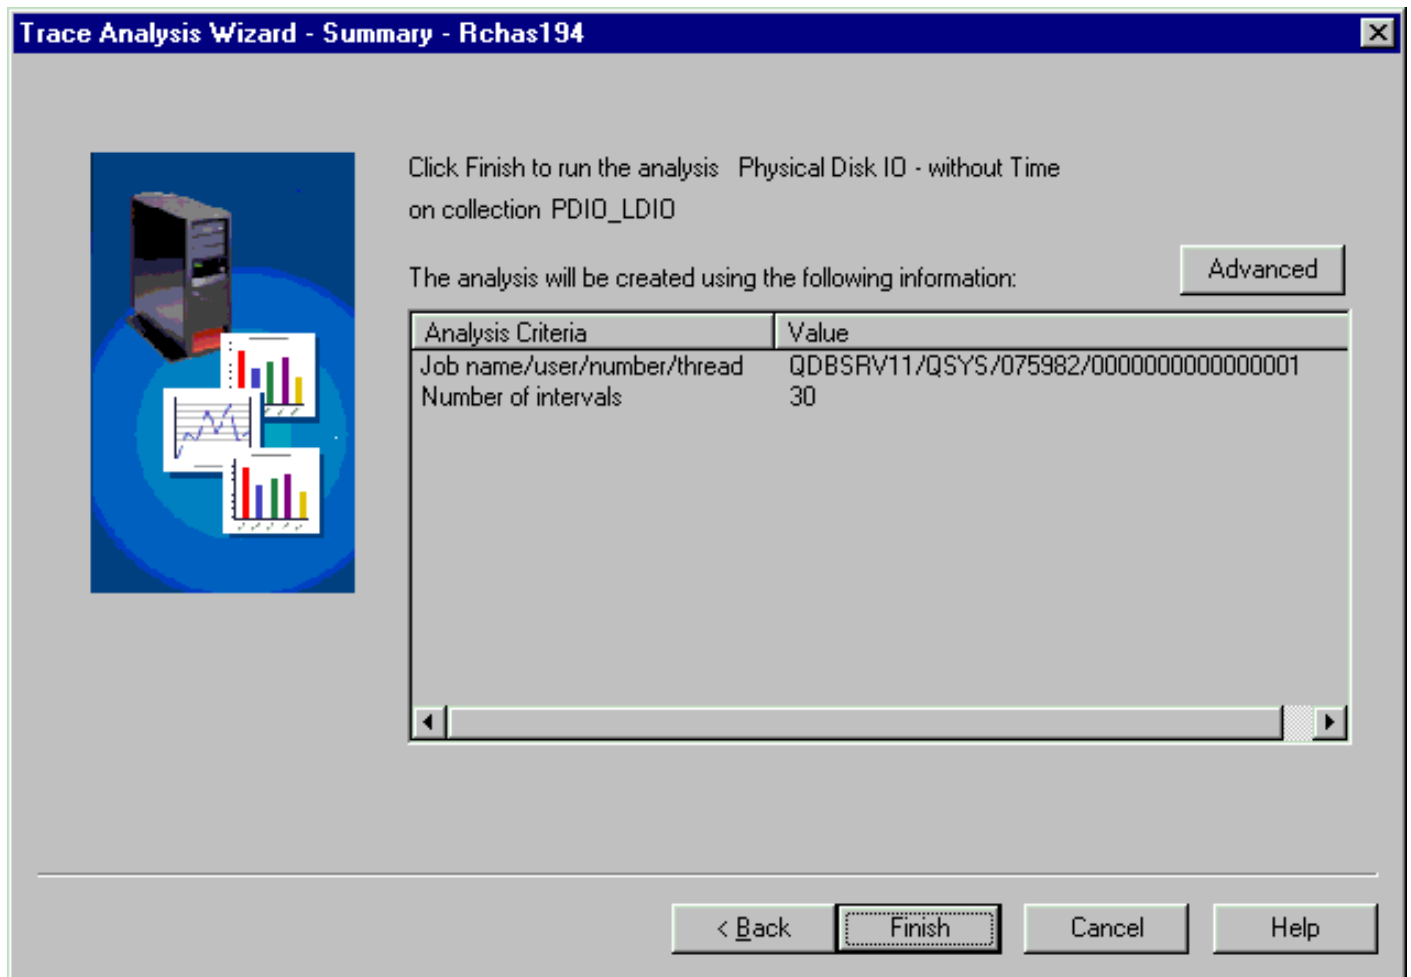 Trace Analysis Wizard - Summary - Rchas194
Click Finish to run the analysis Physical Disk IO - without Time
on collection PDIO_LDIO
Advanced
The analysis will be created using the following information:
Analysis Criteria Value
Job name/user/number/thread QDBSRV11/QSYS/075982/0000000000000001
Number of intervals 30
< Back Finish Cancel Help